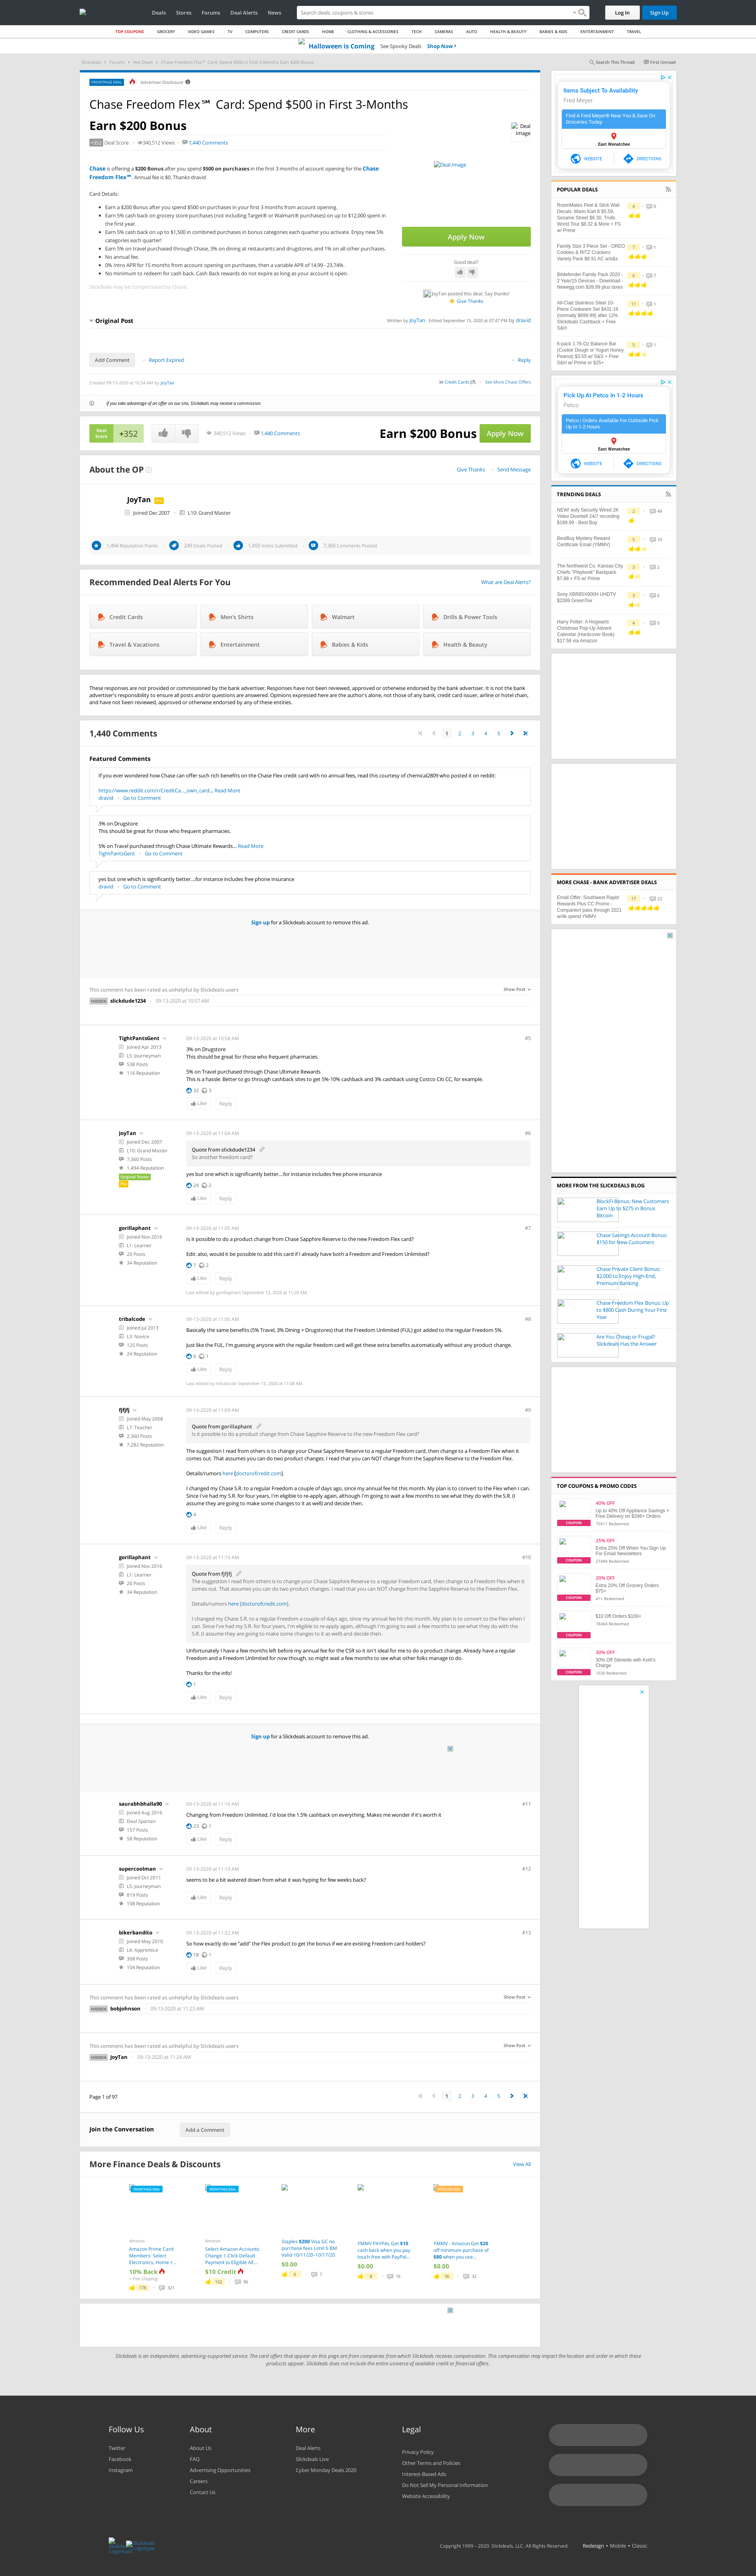 Deals
Stores
Forums
Deal Alerts
News
Search deals, coupons & stores
Log In
Sign Up
TOP COUPONS
GROCERY
VIDEO GAMES
TV
COMPUTERS
CREDIT CARDS
HOME
CLOTHING & ACCESSORIES
TECH
CAMERAS
AUTO
HEALTH & BEAUTY
BABIES & KIDS
ENTERTAINMENT
TRAVEL
Halloween is Coming
See Spooky Deals
Shop Now
Slickdeals
Forums
Hot Deals
Chase Freedom Flex℠ Card: Spend $500 in First 3-Months Earn $200 Bonus
Search This Thread
First Unread
FRONTPAGE DEAL
Advertiser Disclosure
Chase Freedom Flex℠ Card: Spend $500 in First 3-Months
Earn $200 Bonus
+352 Deal Score
340,512 Views
1,440 Comments
Deal Image
Chase is offering a $200 Bonus after you spend $500 on purchases in the first 3 months of account opening for the Chase Freedom Flex℠. Annual fee is $0. Thanks dravid
Card Details:
Earn a $200 Bonus after you spend $500 on purchases in your first 3 months from account opening.
Earn 5% cash back on grocery store purchases (not including Target® or Walmart® purchases) on up to $12,000 spent in the first year.
Earn 5% cash back on up to $1,500 in combined purchases in bonus categories each quarter you activate. Enjoy new 5% categories each quarter!
Earn 5% on travel purchased through Chase, 3% on dining at restaurants and drugstores, and 1% on all other purchases.
No annual fee.
0% Intro APR for 15 months from account opening on purchases, then a variable APR of 14.99 - 23.74%.
No minimum to redeem for cash back. Cash Back rewards do not expire as long as your account is open.
Slickdeals may be compensated by Chase.
Deal Image
Apply Now
Good deal?
JoyTan posted this deal. Say thanks!
Give Thanks
Original Post
Written by JoyTan
Edited September 15, 2020 at 07:47 PM by dravid
Add Comment
Report Expired
Reply
Created 09-13-2020 at 10:54 AM by JoyTan
in Credit Cards (7)
See More Chase Offers
If you take advantage of an offer on our site, Slickdeals may receive a commission.
Deal Score
+352
340,512 Views
1,440 Comments
Earn $200 Bonus
Apply Now
About the OP
Give Thanks
Send Message
JoyTan Pro
Joined Dec 2007
L10: Grand Master
1,494 Reputation Points
249 Deals Posted
1,455 Votes Submitted
7,360 Comments Posted
Recommended Deal Alerts For You
What are Deal Alerts?
Credit Cards
Men's Shirts
Walmart
Drills & Power Tools
Travel & Vacations
Entertainment
Babies & Kids
Health & Beauty
These responses are not provided or commissioned by the bank advertiser. Responses have not been reviewed, approved or otherwise endorsed by the bank advertiser. It is not the bank advertiser's responsibility to ensure all posts and/or questions are answered. Opinions expressed here are the author's alone, not those of any bank, credit card issuer, airline or hotel chain, and have not been reviewed, approved or otherwise endorsed by any of these entities.
1,440 Comments
1 2 3 4 5
Featured Comments
If you ever wondered how Chase can offer such rich benefits on the Chase Flex credit card with no annual fees, read this courtesy of chemical2809 who posted it on reddit:
https://www.reddit.com/r/CreditCa..._own_card... Read More
dravid
Go to Comment
3% on Drugstore
This should be great for those who frequent pharmacies.
5% on Travel purchased through Chase Ultimate Rewards... Read More
TightPantsGent
Go to Comment
yes but one which is significantly better....for instance includes free phone insurance
dravid
Go to Comment
Sign up for a Slickdeals account to remove this ad.
This comment has been rated as unhelpful by Slickdeals users
Show Post
HIDDEN slickdude1234
09-13-2020 at 10:57 AM
TightPantsGent
Joined Apr 2013
L5: Journeyman
538 Posts
116 Reputation
09-13-2020 at 10:58 AM
#5
3% on Drugstore
This should be great for those who frequent pharmacies.
5% on Travel purchased through Chase Ultimate Rewards
This is a hassle. Better to go through cashback sites to get 5%-10% cashback and 3% cashback using Costco Citi CC, for example.
32 3
Like
Reply
JoyTan
Joined Dec 2007
L10: Grand Master
7,360 Posts
1,494 Reputation
Original Poster
Pro
09-13-2020 at 11:04 AM
#6
Quote from slickdude1234
So another freedom card?
yes but one which is significantly better....for instance includes free phone insurance
24 2
Like
Reply
gorillaphant
Joined Nov 2016
L1: Learner
20 Posts
34 Reputation
09-13-2020 at 11:05 AM
#7
Is it possible to do a product change from Chase Sapphire Reserve to the new Freedom Flex card?
Edit: also, would it be possible to do add this card if I already have both a Freedom and Freedom Unlimited?
7 2
Like
Reply
Last edited by gorillaphant September 13, 2020 at 11:20 AM.
tribalcode
Joined Jul 2013
L3: Novice
125 Posts
24 Reputation
09-13-2020 at 11:05 AM
#8
Basically the same benefits (5% Travel, 3% Dining + Drugstores) that the Freedom Unlimited (FUL) got added to the regular Freedom 5%.
Just like the FUL, I'm guessing anyone with the regular freedom card will get these extra benefits automatically without any product change.
6 1
Like
Reply
Last edited by tribalcode September 13, 2020 at 11:08 AM.
fjfjfj
Joined May 2006
L7: Teacher
2,360 Posts
7,282 Reputation
09-13-2020 at 11:09 AM
#9
Quote from gorillaphant
Is it possible to do a product change from Chase Sapphire Reserve to the new Freedom Flex card?
The suggestion I read from others is to change your Chase Sapphire Reserve to a regular Freedom card, then change to a Freedom Flex when it comes out. That assumes you can do two product changes. I read that you can NOT change from the Sapphire Reserve to the Freedom Flex.
Details/rumors here [doctorofcredit.com].
I changed my Chase S.R. to a regular Freedom a couple of days ago, since my annual fee hit this month. My plan is to convert to the Flex when I can. Since I've had my S.R. for four years, I'm eligible to re-apply again, although I'm going to wait a few months to see what they do with the S.R. (I assume they are going to make some changes to it as well) and decide then.
4
Like
Reply
gorillaphant
Joined Nov 2016
L1: Learner
20 Posts
34 Reputation
09-13-2020 at 11:15 AM
#10
Quote from fjfjfj
The suggestion I read from others is to change your Chase Sapphire Reserve to a regular Freedom card, then change to a Freedom Flex when it comes out. That assumes you can do two product changes. I read that you can NOT change from the Sapphire Reserve to the Freedom Flex.
Details/rumors here [doctorofcredit.com].
I changed my Chase S.R. to a regular Freedom a couple of days ago, since my annual fee hit this month. My plan is to convert to the Flex when I can. Since I've had my S.R. for four years, I'm eligible to re-apply again, although I'm going to wait a few months to see what they do with the S.R. (I assume they are going to make some changes to it as well) and decide then.
Unfortunately I have a few months left before my annual fee for the CSR so it isn't ideal for me to do a product change. Already have a regular Freedom and a Freedom Unlimited for now though, so might wait a few months to see what other folks manage to do.
Thanks for the info!
1
Like
Reply
Sign up for a Slickdeals account to remove this ad.
saurabhbhalla90
Joined Aug 2016
Deal Spartan
157 Posts
58 Reputation
09-13-2020 at 11:16 AM
#11
Changing from Freedom Unlimited, I'd lose the 1.5% cashback on everything. Makes me wonder if it's worth it
23 1
Like
Reply
supercoolman
Joined Oct 2011
L5: Journeyman
819 Posts
108 Reputation
09-13-2020 at 11:19 AM
#12
seems to be a bit watered down from what it was hyping for few weeks back?
Like
Reply
bikerbandito
Joined May 2010
L4: Apprentice
308 Posts
104 Reputation
09-13-2020 at 11:22 AM
#13
So how exactly do we "add" the Flex product to get the bonus if we are existing Freedom card holders?
18 1
Like
Reply
This comment has been rated as unhelpful by Slickdeals users
Show Post
HIDDEN bobjohnson
09-13-2020 at 11:23 AM
This comment has been rated as unhelpful by Slickdeals users
Show Post
HIDDEN JoyTan
09-13-2020 at 11:24 AM
Page 1 of 97
1 2 3 4 5
Join the Conversation
Add a Comment
More Finance Deals & Discounts
View All
FRONTPAGE DEAL
Amazon
Amazon Prime Card Members: Select Electronics, Home +...
10% Back
+ Free Shipping
178 321
FRONTPAGE DEAL
Amazon
Select Amazon Accounts: Change 1-Click Default Payment to Eligible AE...
$10 Credit
102 96
Staples $200 Visa GC no purchase fees Limit 5 BM Valid 10/11/20-10/17/20
$0.00
6 7
YMMV PAYPAL Get $10 cash back when you pay touch-free with PayPal...
$0.00
8 16
YMMV - Amazon Get $20 off minimum purchase of $80 when you use...
$0.00
36 32
Items Subject To Availability
Fred Meyer
Find A Fred Meyer® Near You & Save On Groceries Today
East Wenatchee
WEBSITE
DIRECTIONS
POPULAR DEALS
RoomMates Peel & Stick Wall Decals: Mario Kart 8 $5.59, Sesame Street $6.30, Trolls World Tour $8.32 & More + FS w/ Prime
4 0
Family Size 3 Piece Set - OREO Cookies & RITZ Crackers Variety Pack $6.91 AC w/s&s
7 1
Bitdefender Family Pack 2020 - 2 Year/15 Devices - Download - Newegg.com $39.99 plus taxes
6 7
All-Clad Stainless Steel 10-Piece Cookware Set $431.19 (normally $699.99) after 12% Slickdeals Cashback + Free S&H
11 1
6-pack 1.76-Oz Balance Bar (Cookie Dough or Yogurt Honey Peanut) $3.55 w/ S&S + Free S&H w/ Prime or $25+
5 1
Pick Up At Petco In 1-2 Hours
Petco
Petco | Orders Available For Curbside Pick Up In 1-2 Hours
East Wenatchee
WEBSITE
DIRECTIONS
TRENDING DEALS
NEW! eufy Security Wired 2K Video Doorbell 24/7 recording $199.99 - Best Buy
2 49
BestBuy Mystery Reward Certificate Email (YMMV)
5 10
The Northwest Co. Kansas City Chiefs "Playbook" Backpack $7.88 + FS w/ Prime
3 2
Sony XBR85X900H UHDTV $2399 GreenToe
3 6
Harry Potter: A Hogwarts Christmas Pop-Up Advent Calendar (Hardcover Book) $17.58 via Amazon
4 0
MORE CHASE - BANK ADVERTISER DEALS
Email Offer: Southwest Rapid Rewards Plus CC Promo - Companion pass through 2021 w/4k spend YMMV
17 23
MORE FROM THE SLICKDEALS BLOG
BlockFi Bonus: New Customers Earn Up to $275 in Bonus Bitcoin
Chase Savings Account Bonus: $150 for New Customers
Chase Private Client Bonus: $2,000 to Enjoy High-End, Premium Banking
Chase Freedom Flex Bonus: Up to $800 Cash During Your First Year
Are You Cheap or Frugal? Slickdeals Has the Answer
TOP COUPONS & PROMO CODES
COUPON
40% OFF
Up to 40% Off Appliance Savings + Free Delivery on $396+ Orders
COUPON
25% OFF
Extra 25% Off When You Sign Up For Email Newsletters
COUPON
20% OFF
Extra 20% Off Grocery Orders $75+
411 Redeemed
COUPON
$10 Off Orders $100+
COUPON
30% OFF
30% Off Sitewide with Kohl's Charge
Slickdeals is an independent, advertising-supported service. The card offers that appear on this page are from companies from which Slickdeals receives compensation. This compensation may impact the location and order in which these products appear. Slickdeals does not include the entire universe of available credit or financial offers.
Follow Us
Twitter
Facebook
Instagram
About
About Us
FAQ
Advertising Opportunities
Careers
Contact Us
More
Deal Alerts
Slickdeals Live
Cyber Monday Deals 2020
Legal
Privacy Policy
Other Terms and Policies
Interest-Based Ads
Do Not Sell My Personal Information
Website Accessibility
Slickdeals Logomark
Slickdeals Logotype
Copyright 1999 – 2020. Slickdeals, LLC. All Rights Reserved.
Redesign • Mobile • Classic